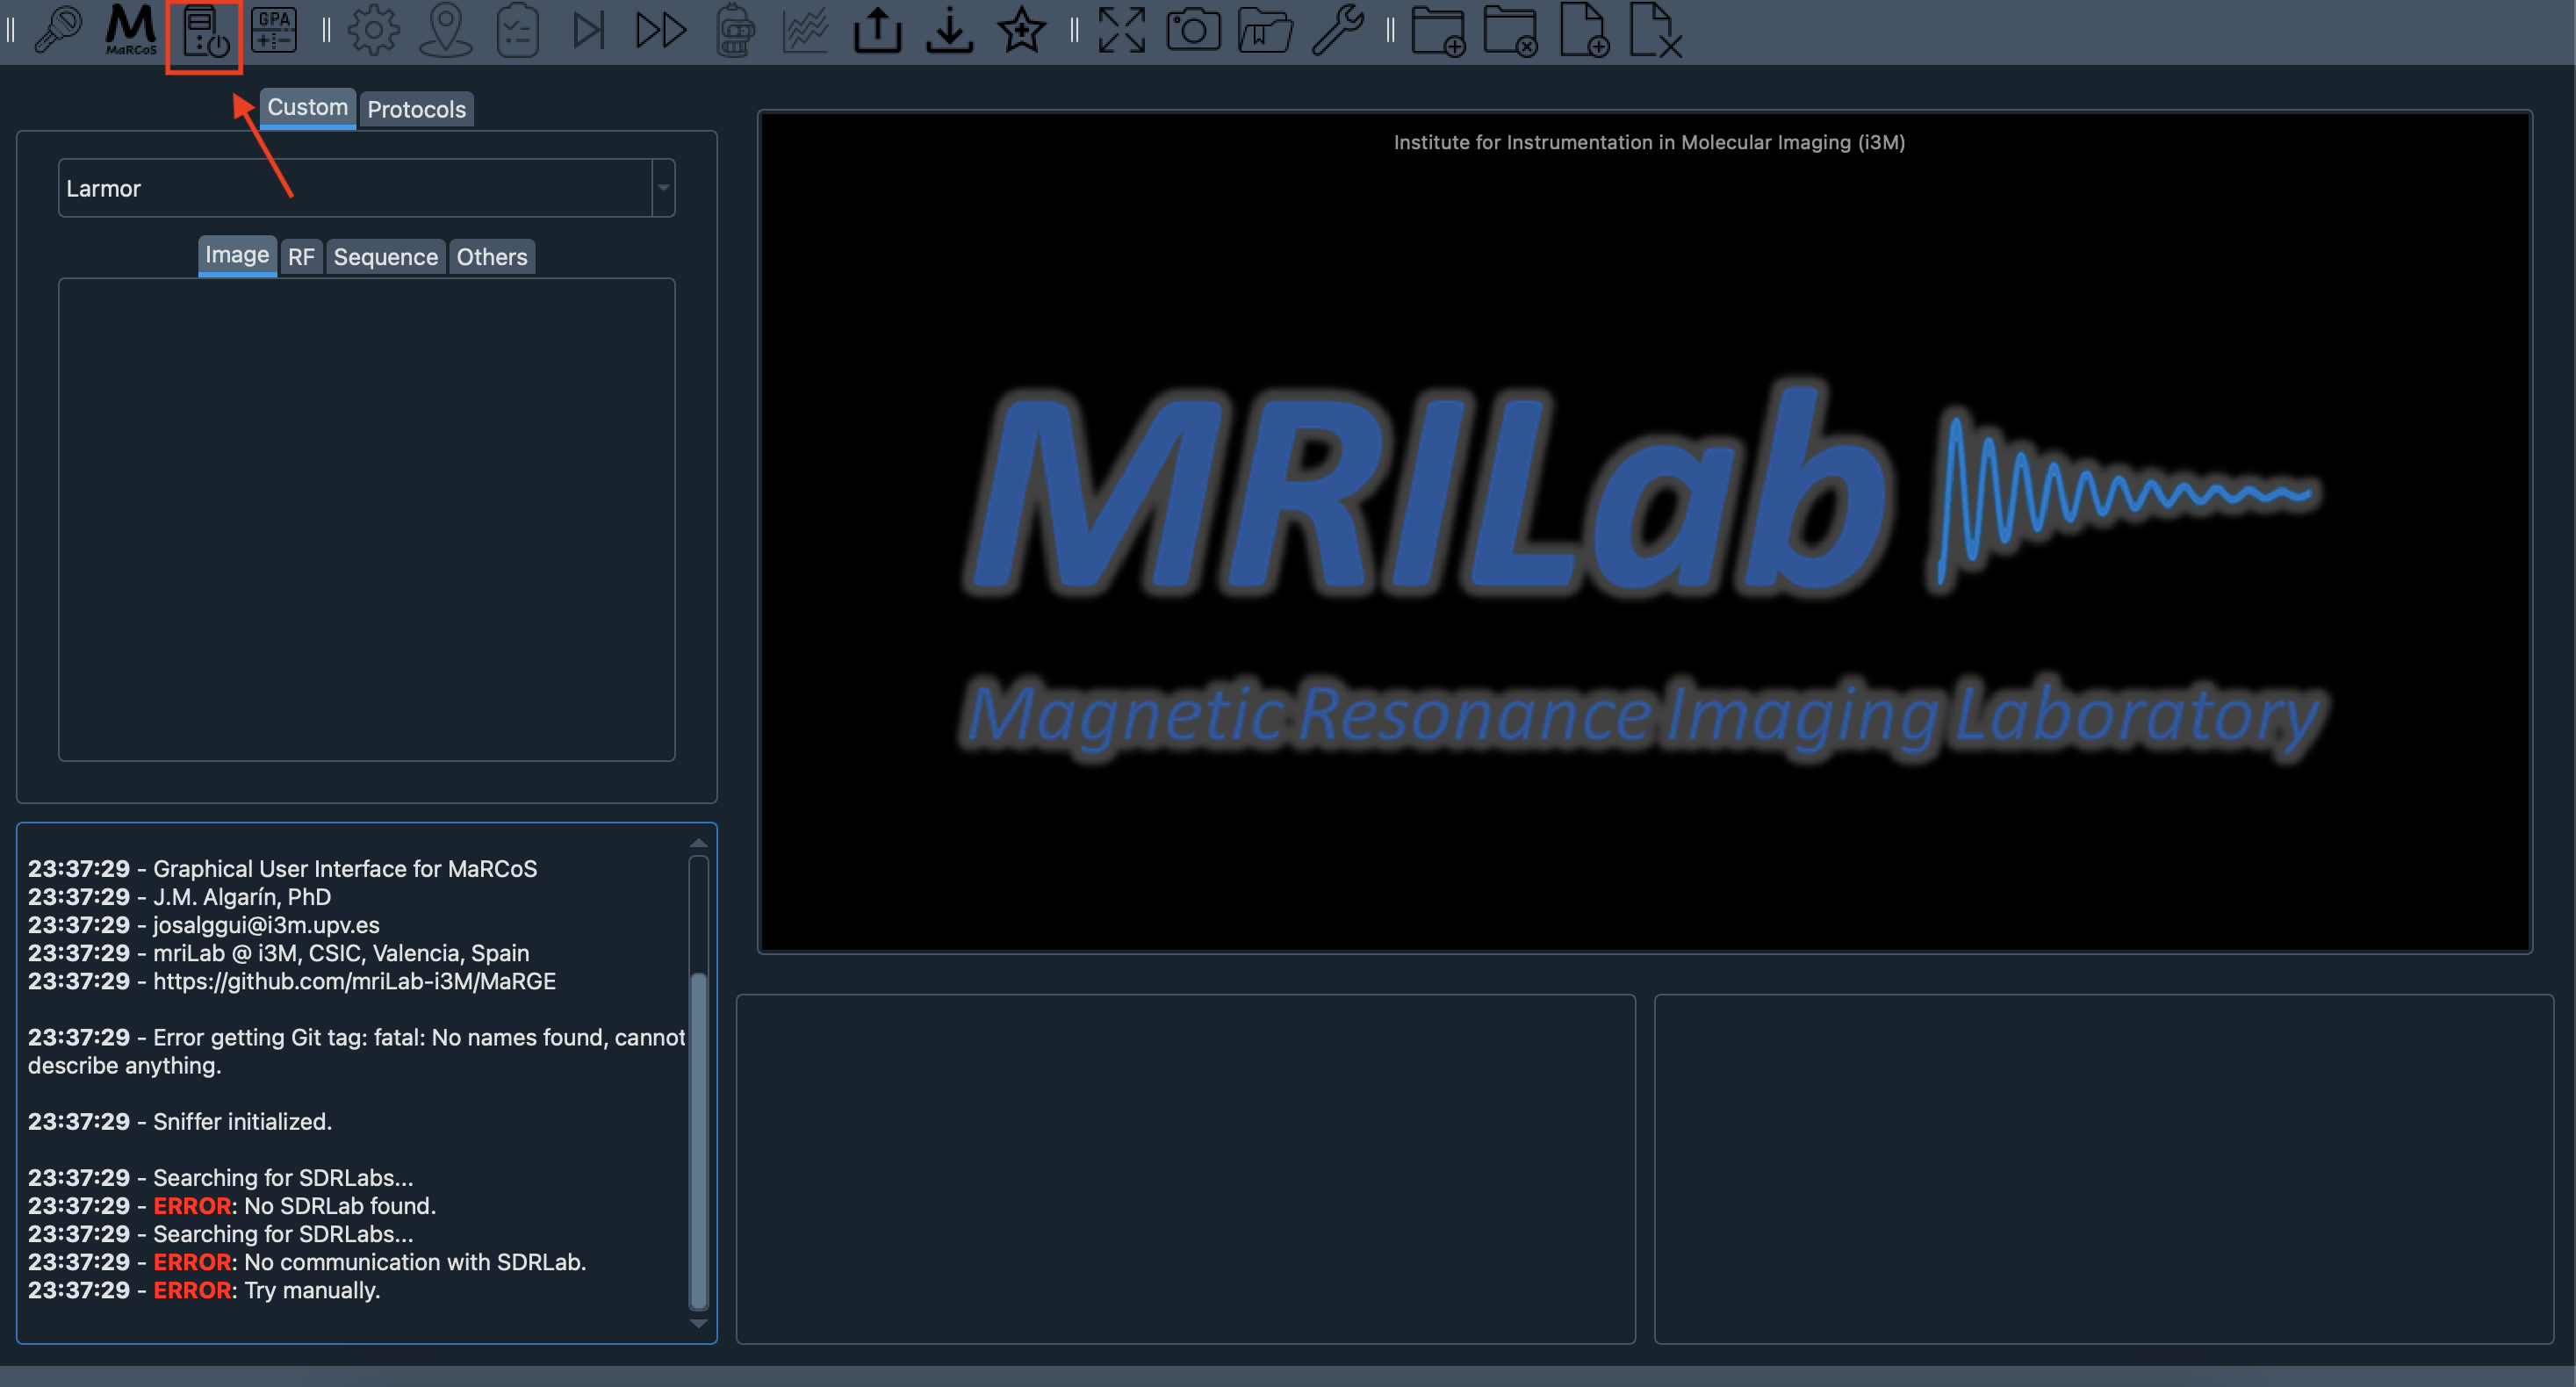 MaRCoS
GPA
Custom
Protocols
Larmor
Image
RF
Sequence
Others
Institute for Instrumentation in Molecular Imaging (i3M)
MRILab
Magnetic Resonance Imaging Laboratory
23:37:29 - Graphical User Interface for MaRCoS
23:37:29 - J.M. Algarín, PhD
23:37:29 - josalggui@i3m.upv.es
23:37:29 - mriLab @ i3M, CSIC, Valencia, Spain
23:37:29 - https://github.com/mriLab-i3M/MaRGE
23:37:29 - Error getting Git tag: fatal: No names found, cannot
describe anything.
23:37:29 - Sniffer initialized.
23:37:29 - Searching for SDRLabs...
23:37:29 - ERROR: No SDRLab found.
23:37:29 - Searching for SDRLabs...
23:37:29 - ERROR: No communication with SDRLab.
23:37:29 - ERROR: Try manually.